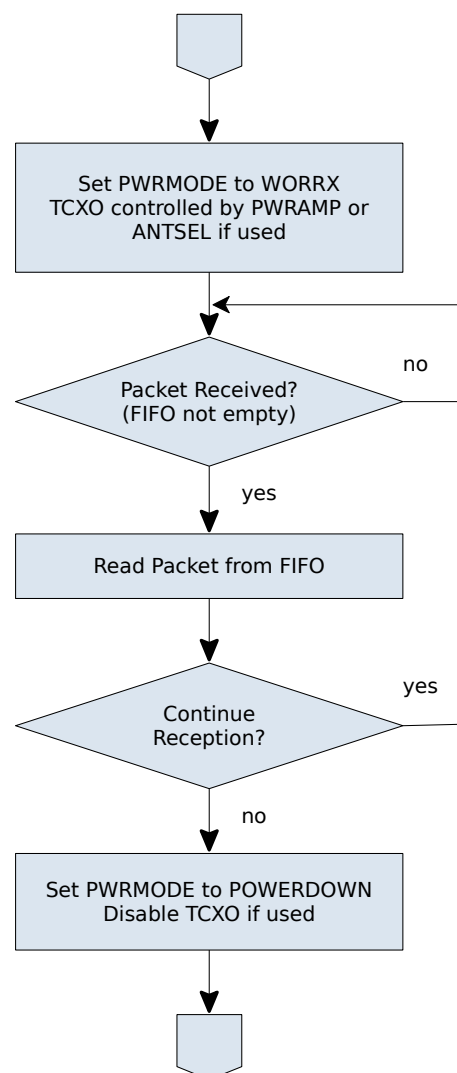 Set PWRMODE to WORRX
TCXO controlled by PWRAMP or
ANTSEL if used
no
Packet Received?
(FIFO not empty)
yes
Read Packet from FIFO
yes
Continue
Reception?
no
Set PWRMODE to POWERDOWN
Disable TCXO if used